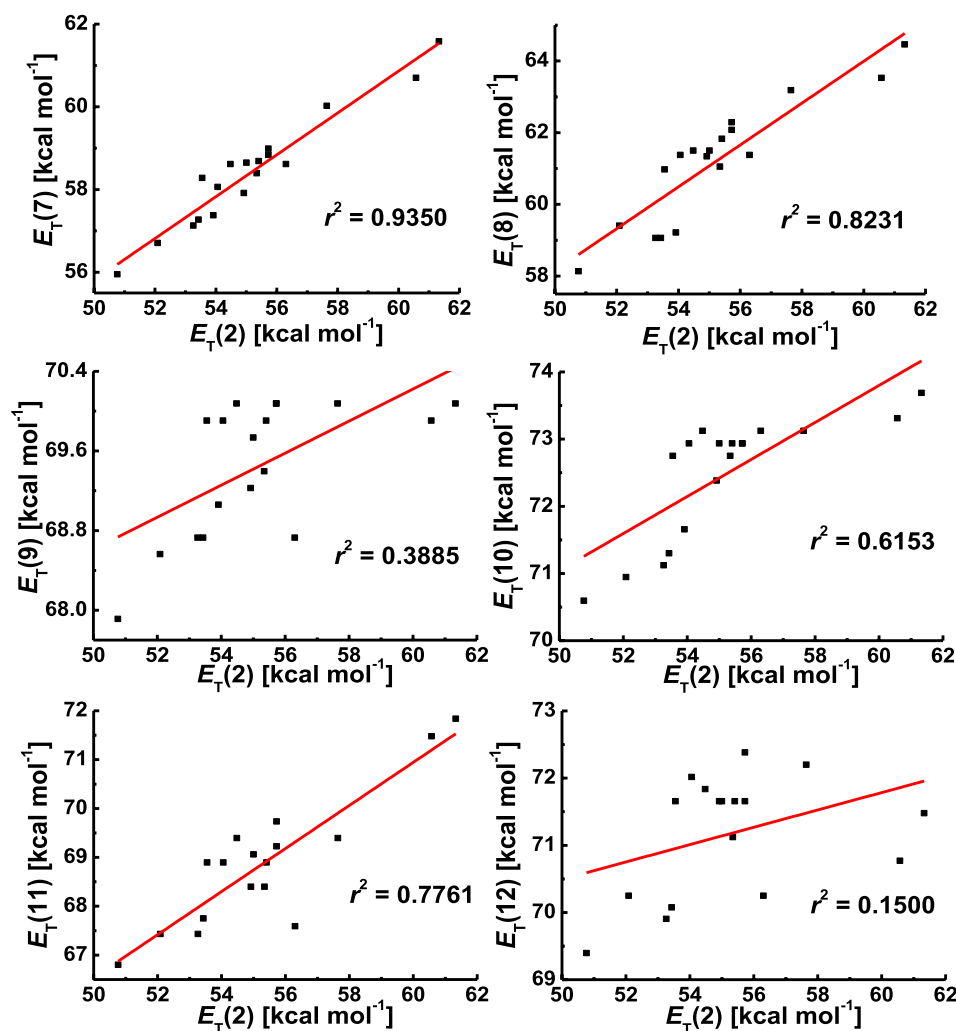 E_T(7) [kcal mol⁻¹]
62
60
58
56
50 52 54 56 58 60 62
E_T(2) [kcal mol⁻¹]
r² = 0.9350
E_T(8) [kcal mol⁻¹]
64
62
60
58
50 52 54 56 58 60 62
E_T(2) [kcal mol⁻¹]
r² = 0.8231
E_T(9) [kcal mol⁻¹]
70.4
69.6
68.8
68.0
50 52 54 56 58 60 62
E_T(2) [kcal mol⁻¹]
r² = 0.3885
E_T(10) [kcal mol⁻¹]
74
73
72
71
70
50 52 54 56 58 60 62
E_T(2) [kcal mol⁻¹]
r² = 0.6153
E_T(11) [kcal mol⁻¹]
72
71
70
69
68
67
50 52 54 56 58 60 62
E_T(2) [kcal mol⁻¹]
r² = 0.7761
E_T(12) [kcal mol⁻¹]
73
72
71
70
69
50 52 54 56 58 60 62
E_T(2) [kcal mol⁻¹]
r² = 0.1500